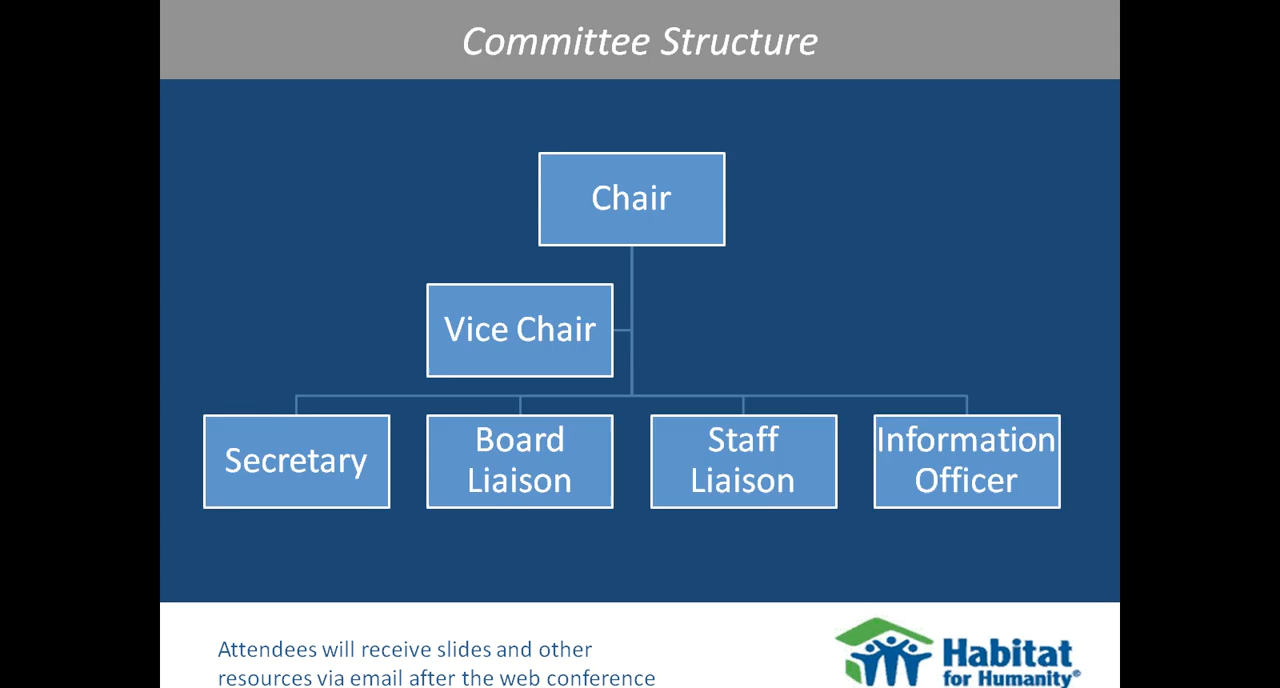 Committee Structure
Chair
Vice Chair
Secretary
Board
Liaison
Staff
Liaison
Information
Officer
Attendees will receive slides and other
resources via email after the web conference
Habitat
for Humanity®